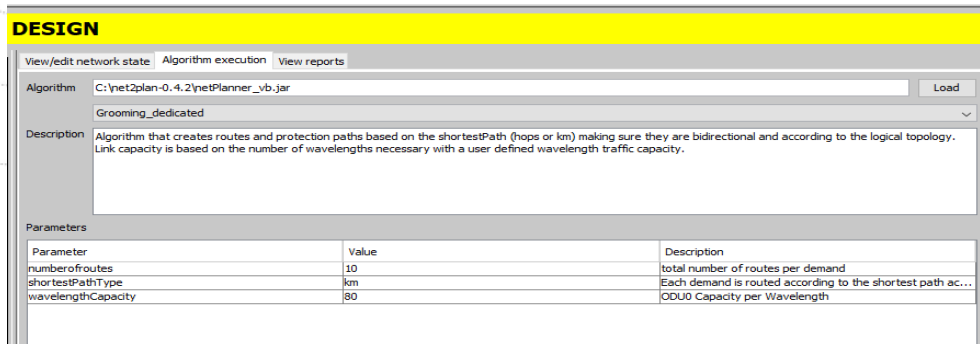 DESIGN
View/edit network state Algorithm execution View reports
Algorithm C:\net2plan-0.4.2\netPlanner_vb.jar Load
Grooming_dedicated
Description Algorithm that creates routes and protection paths based on the shortestPath (hops or km) making sure they are bidirectional and according to the logical topology.
Link capacity is based on the number of wavelengths necessary with a user defined wavelength traffic capacity.
Parameters
Parameter Value Description
numberofroutes 10 total number of routes per demand
shortestPathType km Each demand is routed according to the shortest path ac...
wavelengthCapacity 80 ODU0 Capacity per Wavelength